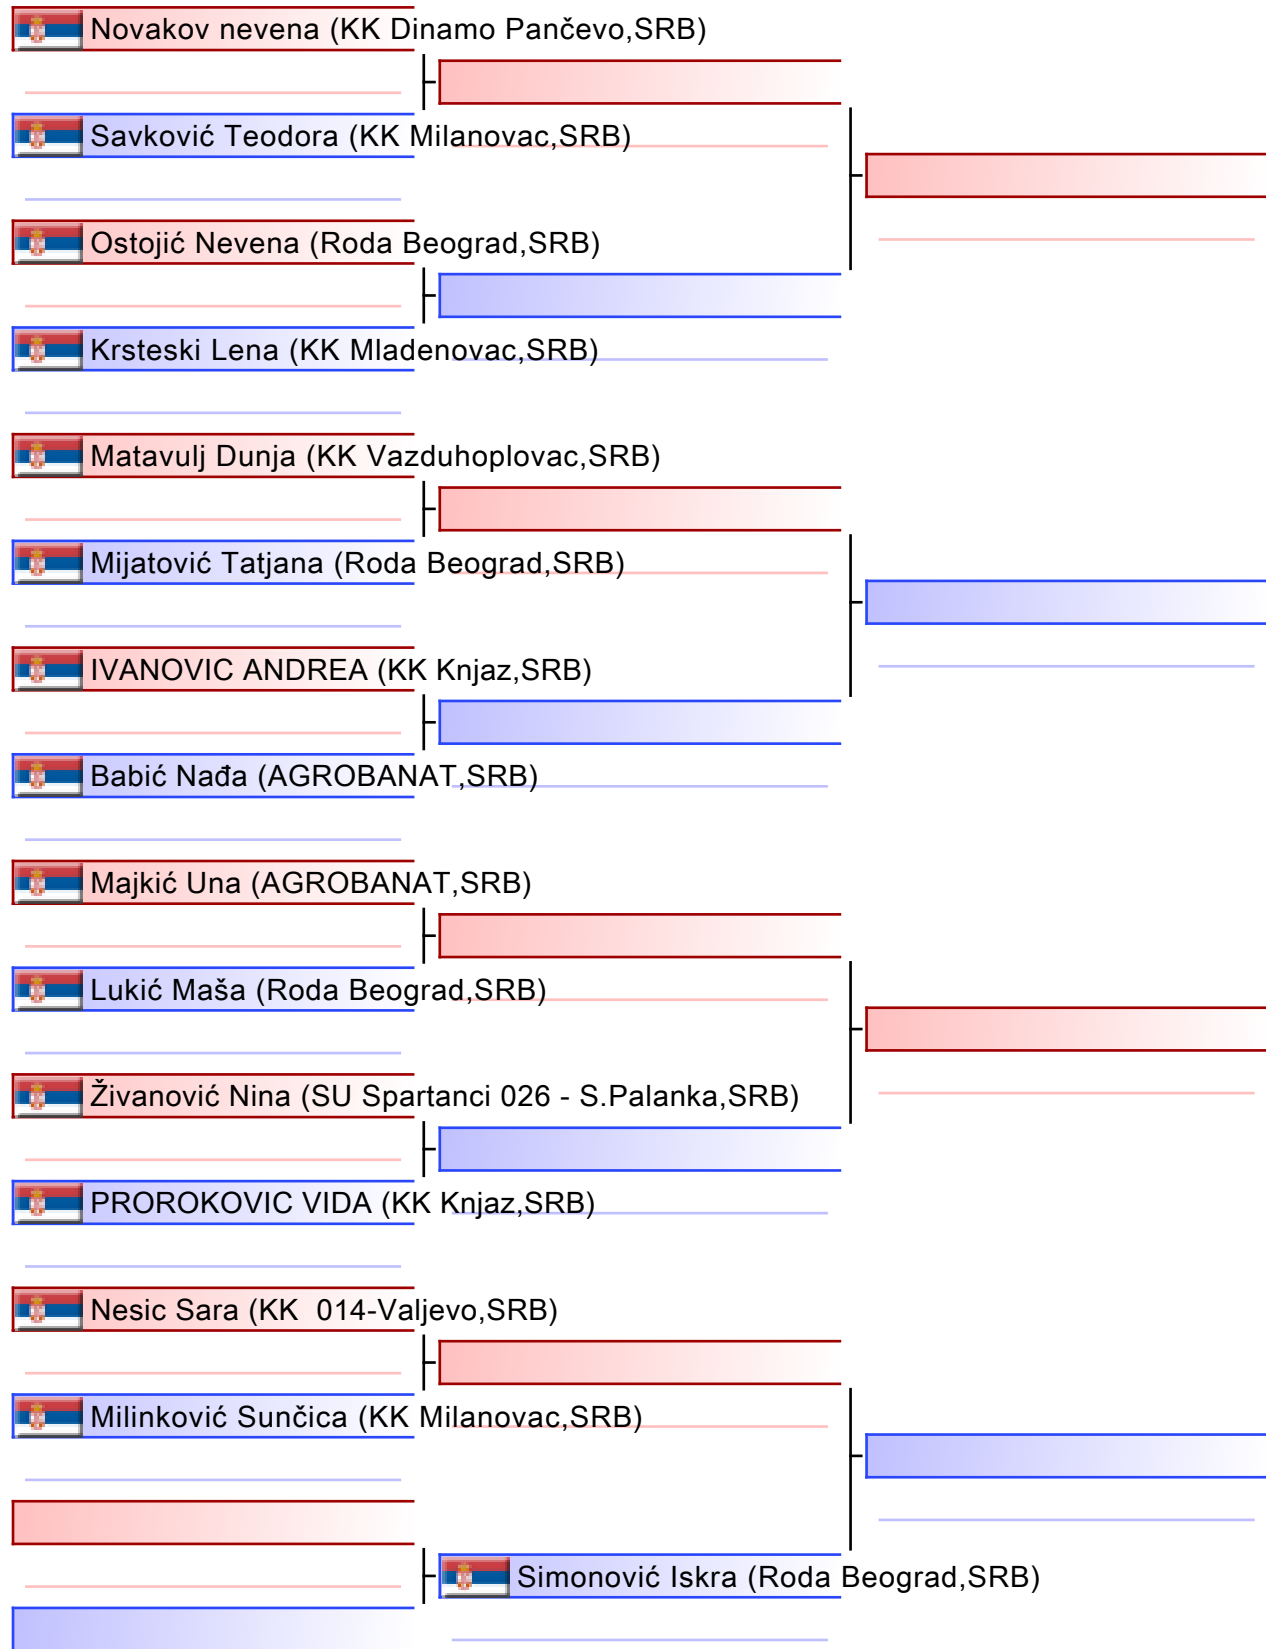 Novakov nevena (KK Dinamo Pančevo,SRB)
Savković Teodora (KK Milanovac,SRB)
Ostojić Nevena (Roda Beograd,SRB)
Krsteski Lena (KK Mladenovac,SRB)
Matavulj Dunja (KK Vazduhoplovac,SRB)
Mijatović Tatjana (Roda Beograd,SRB)
IVANOVIC ANDREA (KK Knjaz,SRB)
Babić Nađa (AGROBANAT,SRB)
Majkić Una (AGROBANAT,SRB)
Lukić Maša (Roda Beograd,SRB)
Živanović Nina (SU Spartanci 026 - S.Palanka,SRB)
PROROKOVIC VIDA (KK Knjaz,SRB)
Nesic Sara (KK  014-Valjevo,SRB)
Milinković Sunčica (KK Milanovac,SRB)
Simonović Iskra (Roda Beograd,SRB)